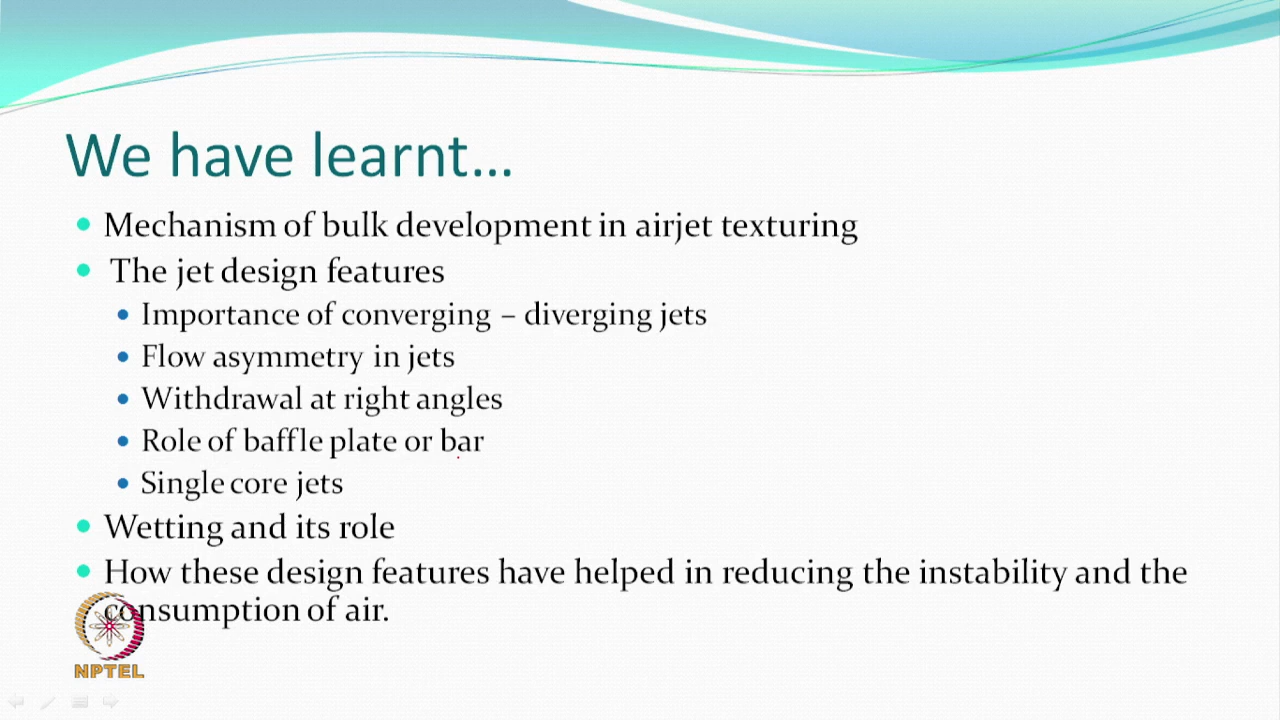 We have learnt...
Mechanism of bulk development in airjet texturing
The jet design features
Importance of converging – diverging jets
Flow asymmetry in jets
Withdrawal at right angles
Role of baffle plate or bar
Single core jets
Wetting and its role
How these design features have helped in reducing the instability and the
consumption of air.
NPTEL